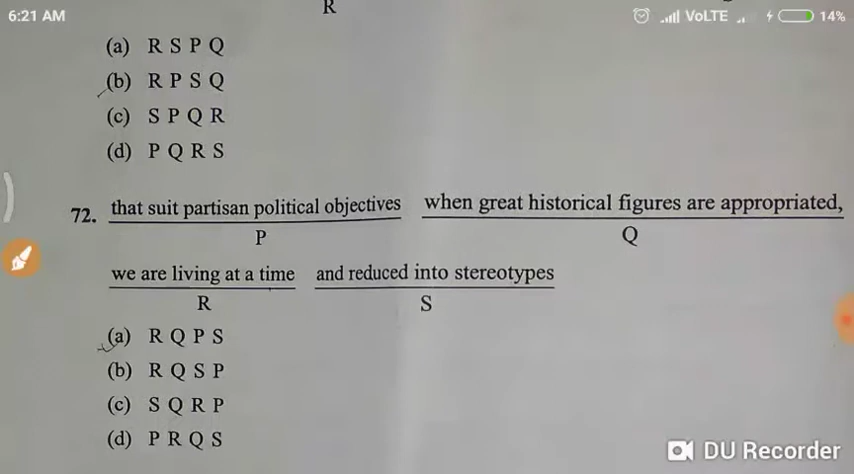 R
6:21 AM VoLTE 14%
(a) R S P Q
(b) R P S Q
(c) S P Q R
(d) P Q R S
72. that suit partisan political objectives when great historical figures are appropriated,
P Q
we are living at a time and reduced into stereotypes
R S
(a) R Q P S
(b) R Q S P
(c) S Q R P
(d) P R Q S
DU Recorder